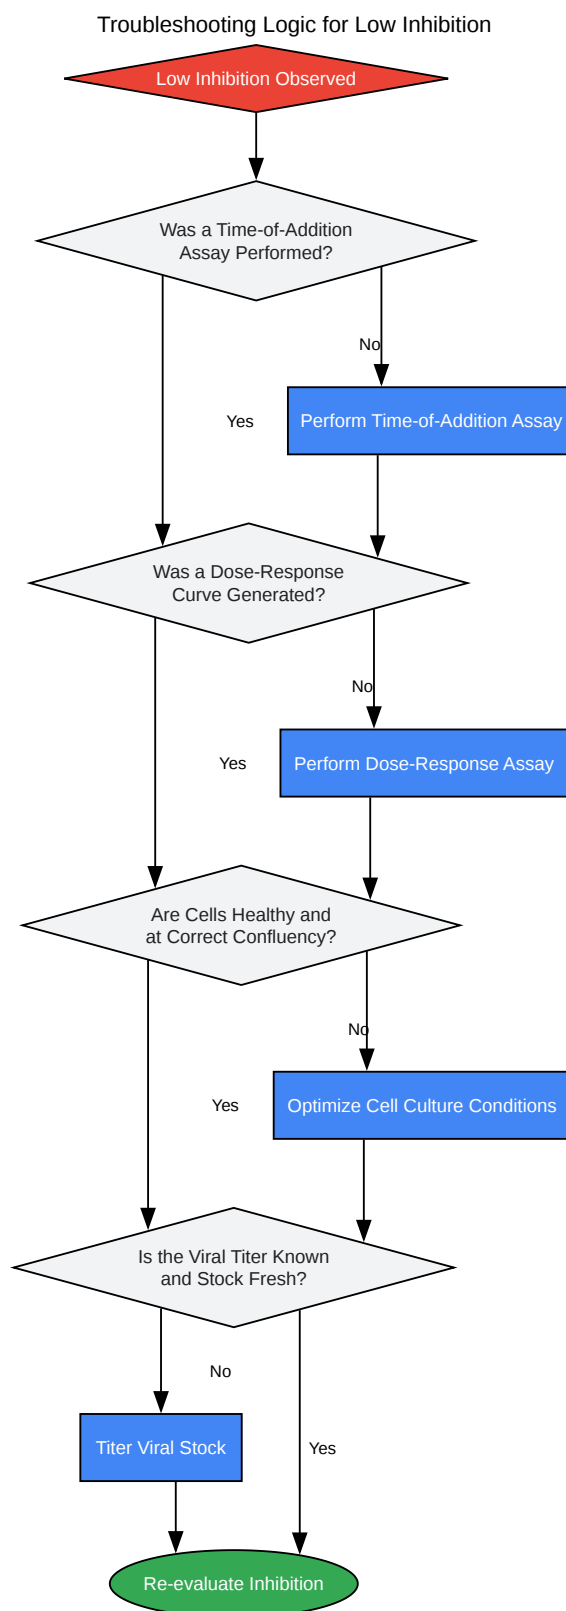 Troubleshooting Logic for Low Inhibition
Low Inhibition Observed
Was a Time-of-Addition
Assay Performed?
No
Yes
Perform Time-of-Addition Assay
Was a Dose-Response
Curve Generated?
No
Yes
Perform Dose-Response Assay
Are Cells Healthy and
at Correct Confluency?
No
Yes
Optimize Cell Culture Conditions
Is the Viral Titer Known
and Stock Fresh?
No
Titer Viral Stock
Yes
Re-evaluate Inhibition